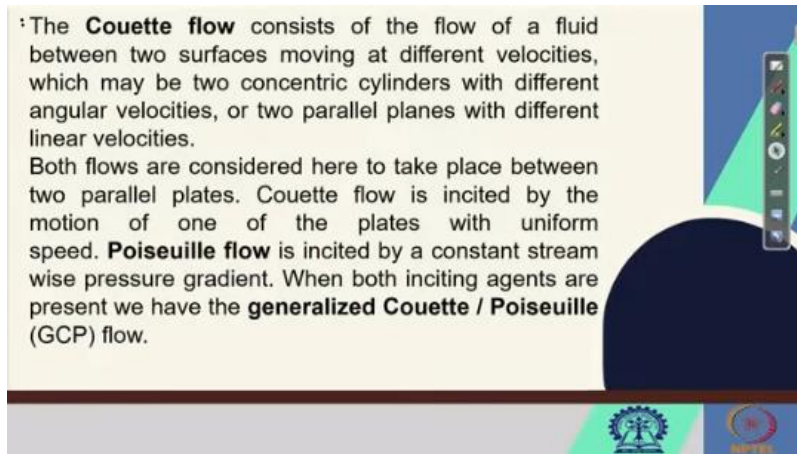 The Couette flow consists of the flow of a fluid
between two surfaces moving at different velocities,
which may be two concentric cylinders with different
angular velocities, or two parallel planes with different
linear velocities.
Both flows are considered here to take place between
two parallel plates. Couette flow is incited by the
motion of one of the plates with uniform
speed. Poiseuille flow is incited by a constant stream
wise pressure gradient. When both inciting agents are
present we have the generalized Couette / Poiseuille
(GCP) flow.
NPTEL